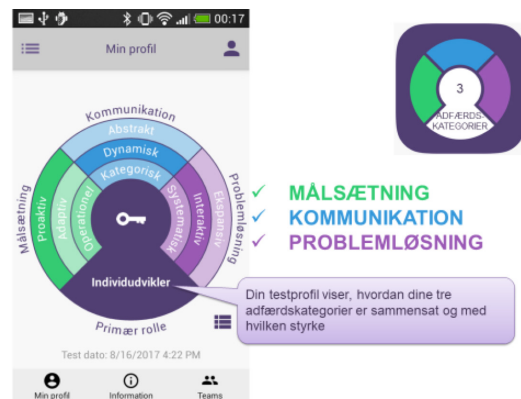 00:17
Min profil
Kommunikation
Abstrakt
Dynamisk
Kategorisk
Målsætning
Proaktiv
Adaptiv
Operationel
Problemløsning
Ekspansiv
Interaktiv
Systematisk
Individudvikler
Primær rolle
Test dato: 8/16/2017 4:22 PM
Min profil
Information
Teams
3
ADFÆRDS-
KATEGORIER
MÅLSÆTNING
KOMMUNIKATION
PROBLEMLØSNING
Din testprofil viser, hvordan dine tre
adfærdskategorier er sammensat og med
hvilken styrke